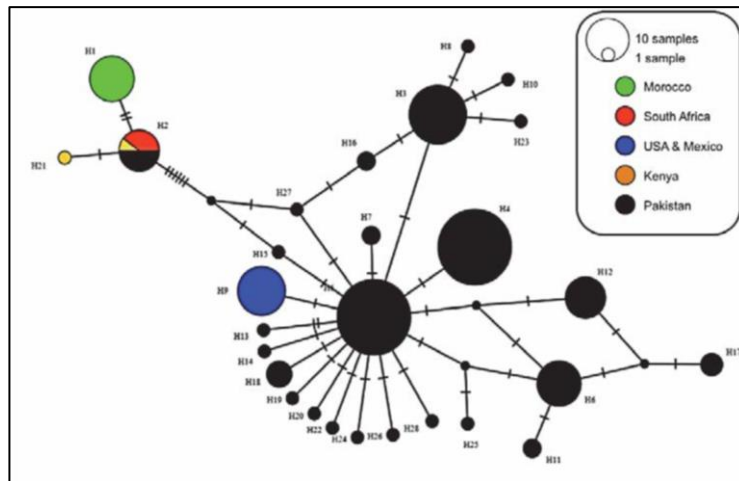 H1
H2
H21
H8
H10
H3
H23
H16
H27
H7
H4
H15
H9
H12
H13
H14
H18
H17
H19
H6
H20
H22
H24
H26
H28
H25
H11
10 samples
1 sample
Morocco
South Africa
USA & Mexico
Kenya
Pakistan